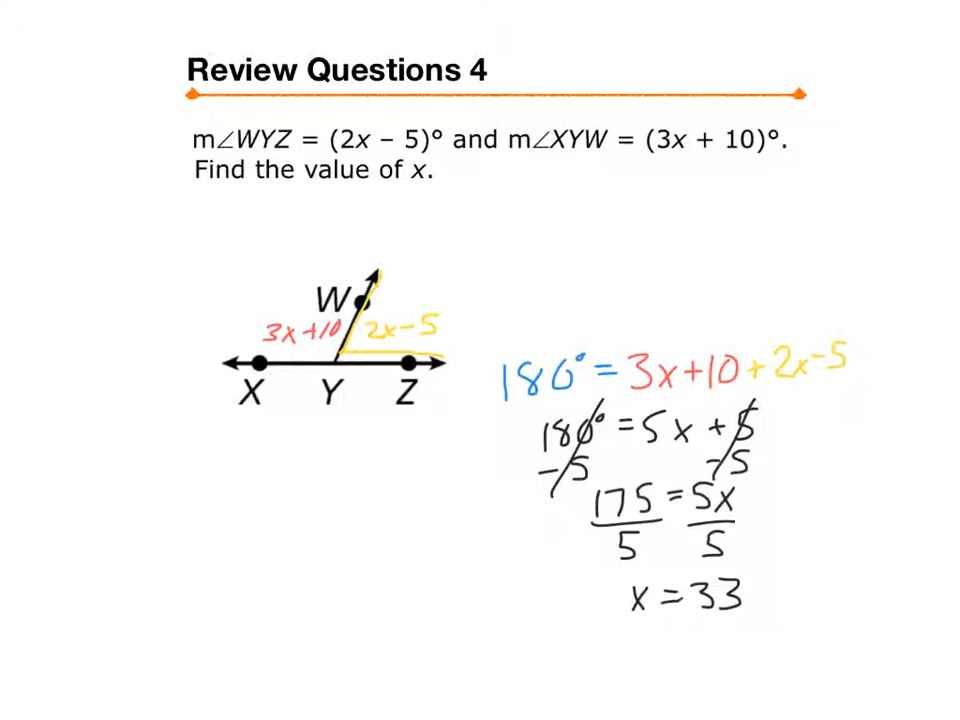 Review Questions 4
m∠WYZ = (2x – 5)° and m∠XYW = (3x + 10)°.
Find the value of x.
W
3x+10 2x-5
X Y Z
180° = 3x+10+2x-5
180° = 5x + 5
-5 -5
175 = 5x
5 5
x = 33